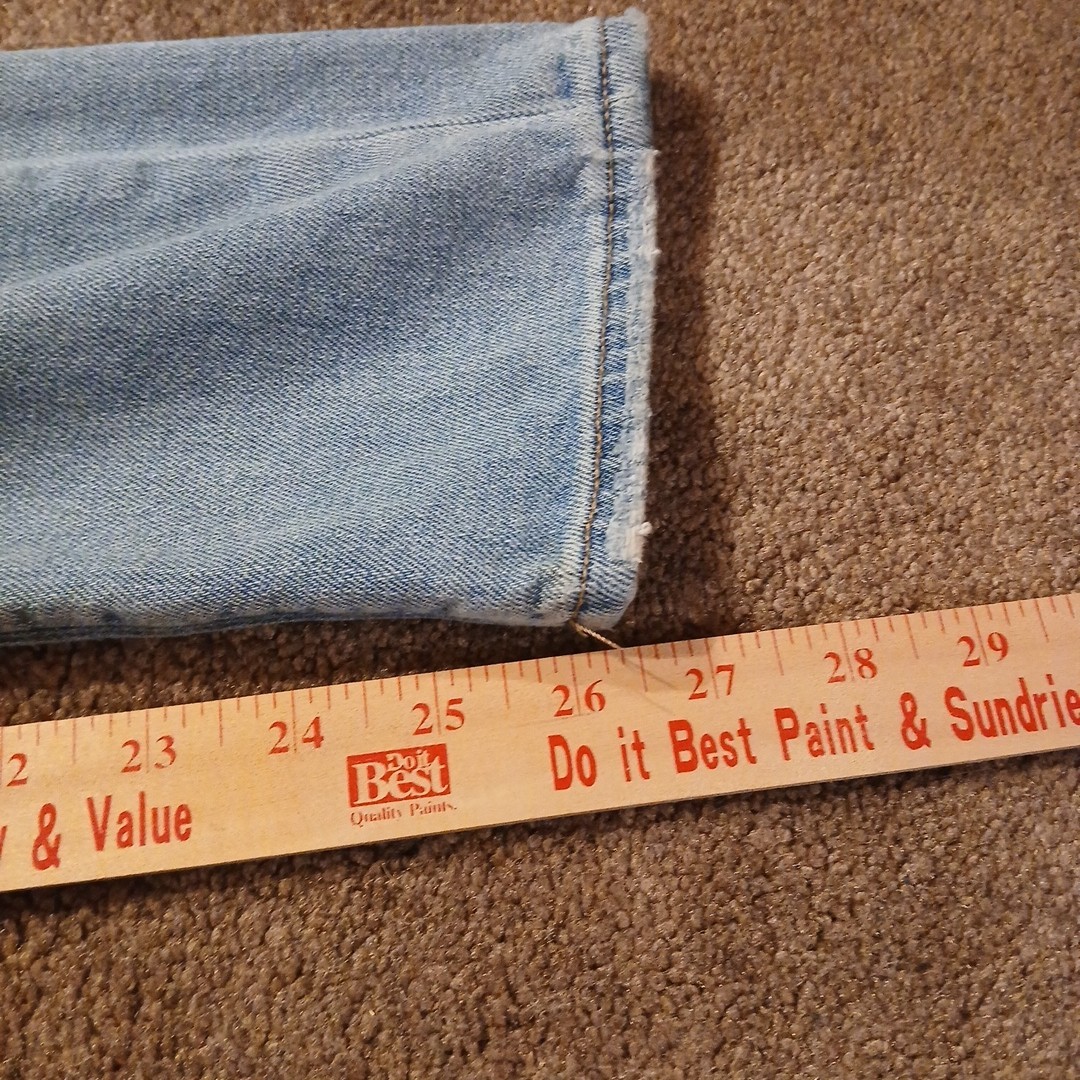 2 23 24 25 26 27 28 29
Do it
Best
Quality Paints.
& Value
Do it Best Paint & Sundrie